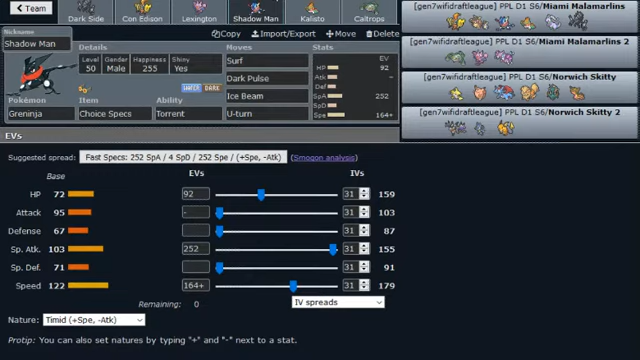 Team
Dark Side
Con Edison
Lexington
Shadow Man
Kalisto
Caltrops
[gen7wifidraftleague] PPL D1 S6/Miami Malamarlins
[gen7wifidraftleague] PPL D1 S6/Miami Malamarlins 2
[gen7wifidraftleague] PPL D1 S6/Norwich Skitty
[gen7wifidraftleague] PPL D1 S6/Norwich Skitty 2
Copy Import/Export Move Delete
Nickname
Shadow Man
Details
Level Gender Happiness Shiny
50 Male 255 Yes
WATER DARK
Pokémon Item Ability
Greninja Choice Specs Torrent
Moves
Surf
Dark Pulse
Ice Beam
U-turn
Stats EV
HP 92
Atk -
Def
SpA 252
SpD
Spe 164+
EVs
Suggested spread: Fast Specs: 252 SpA / 4 SpD / 252 Spe / (+Spe, -Atk) (Smogon analysis)
Base EVs IVs
HP 72 92 31 159
Attack 95 - 31 103
Defense 67 31 87
Sp. Atk. 103 252 31 155
Sp. Def. 71 31 91
Speed 122 164+ 31 179
Remaining: 0 IV spreads
Nature: Timid (+Spe, -Atk)
Protip: You can also set natures by typing "+" and "-" next to a stat.